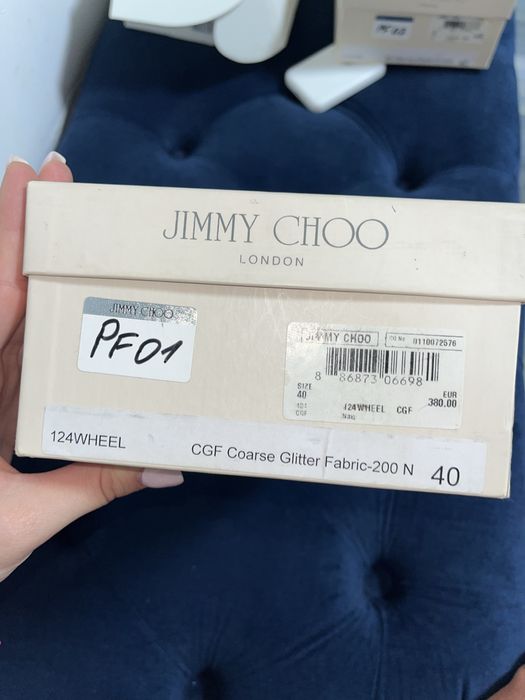 PF01
JIMMY CHOO
LONDON
JIMMY CHOO
PF01
JIMMY CHOO
0110072576
8 86873 06698
SIZE
40
EUR
380.00
124WHEEL CGF
124WHEEL
CGF Coarse Glitter Fabric-200 N 40